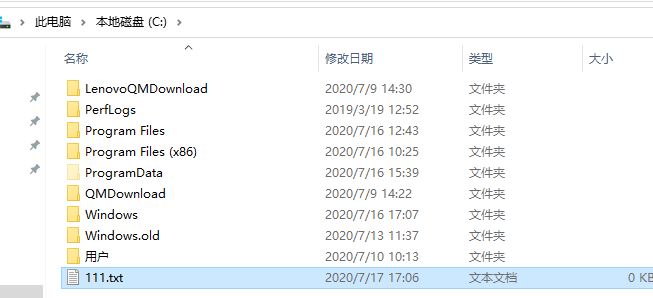 此电脑 > 本地磁盘 (C:) >
名称 修改日期 类型 大小
LenovoQMDownload 2020/7/9 14:30 文件夹
PerfLogs 2019/3/19 12:52 文件夹
Program Files 2020/7/16 12:43 文件夹
Program Files (x86) 2020/7/16 10:25 文件夹
ProgramData 2020/7/16 15:39 文件夹
QMDownload 2020/7/9 14:22 文件夹
Windows 2020/7/16 17:07 文件夹
Windows.old 2020/7/13 11:37 文件夹
用户 2020/7/10 10:13 文件夹
111.txt 2020/7/17 17:06 文本文档 0 KB